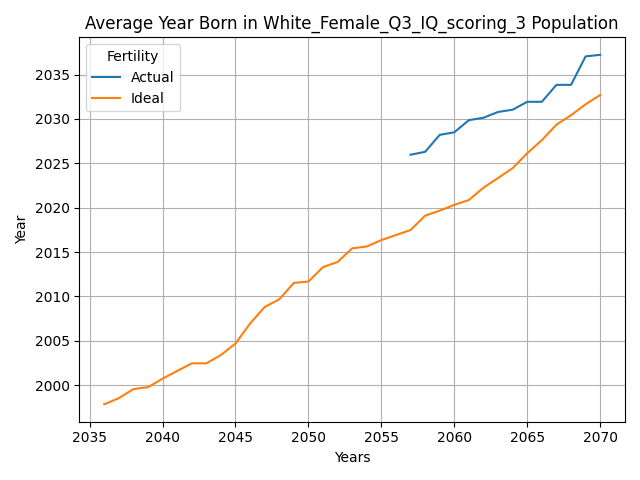 Average Year Born in White_Female_Q3_IQ_scoring_3 Population
Fertility
Actual
Ideal
2035
2030
2025
2020
2015
2010
2005
2000
Year
2035 2040 2045 2050 2055 2060 2065 2070
Years